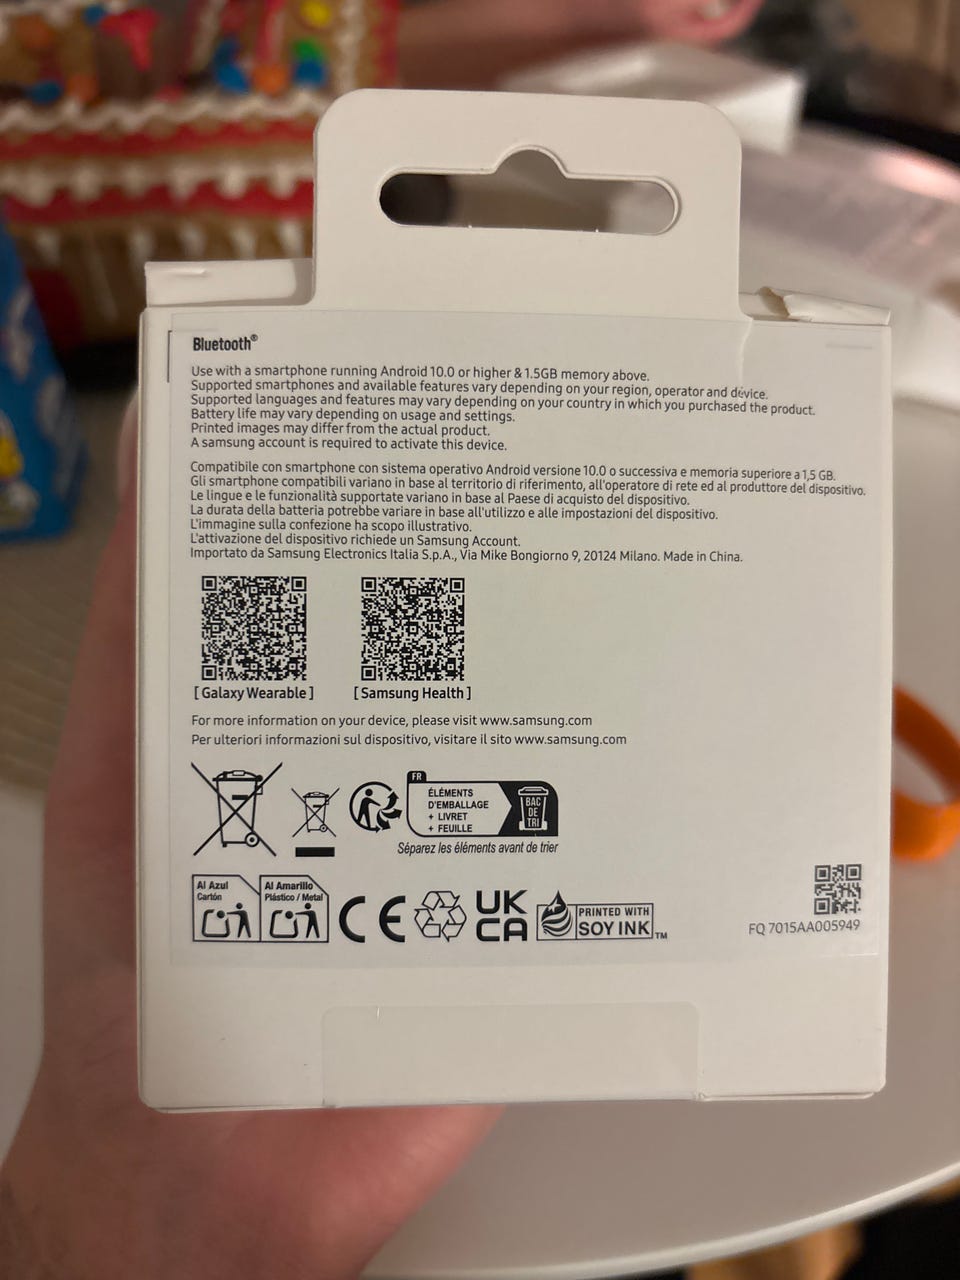 Bluetooth®
Use with a smartphone running Android 10.0 or higher & 1.5GB memory above.
Supported smartphones and available features vary depending on your region, operator and device.
Supported languages and features may vary depending on your country in which you purchased the product.
Battery life may vary depending on usage and settings.
Printed images may differ from the actual product.
A samsung account is required to activate this device.
Compatibile con smartphone con sistema operativo Android versione 10.0 o successiva e memoria superiore a 1,5 GB.
Gli smartphone compatibili variano in base al territorio di riferimento, all'operatore di rete ed al produttore del dispositivo.
Le lingue e le funzionalità supportate variano in base al Paese di acquisto del dispositivo.
La durata della batteria potrebbe variare in base all'utilizzo e alle impostazioni del dispositivo.
L'immagine sulla confezione ha scopo illustrativo.
L'attivazione del dispositivo richiede un Samsung Account.
Importato da Samsung Electronics Italia S.p.A., Via Mike Bongiorno 9, 20124 Milano. Made in China.
[ Galaxy Wearable ] [ Samsung Health ]
For more information on your device, please visit www.samsung.com
Per ulteriori informazioni sul dispositivo, visitare il sito www.samsung.com
FR
ÉLÉMENTS
D'EMBALLAGE
+ LIVRET
+ FEUILLE
BAC
DE
TRI
Séparez les éléments avant de trier
Al Azul
Cartón
Al Amarillo
Plástico / Metal
CE
UK
CA
PRINTED WITH
SOY INK™
FQ 7015AA005949